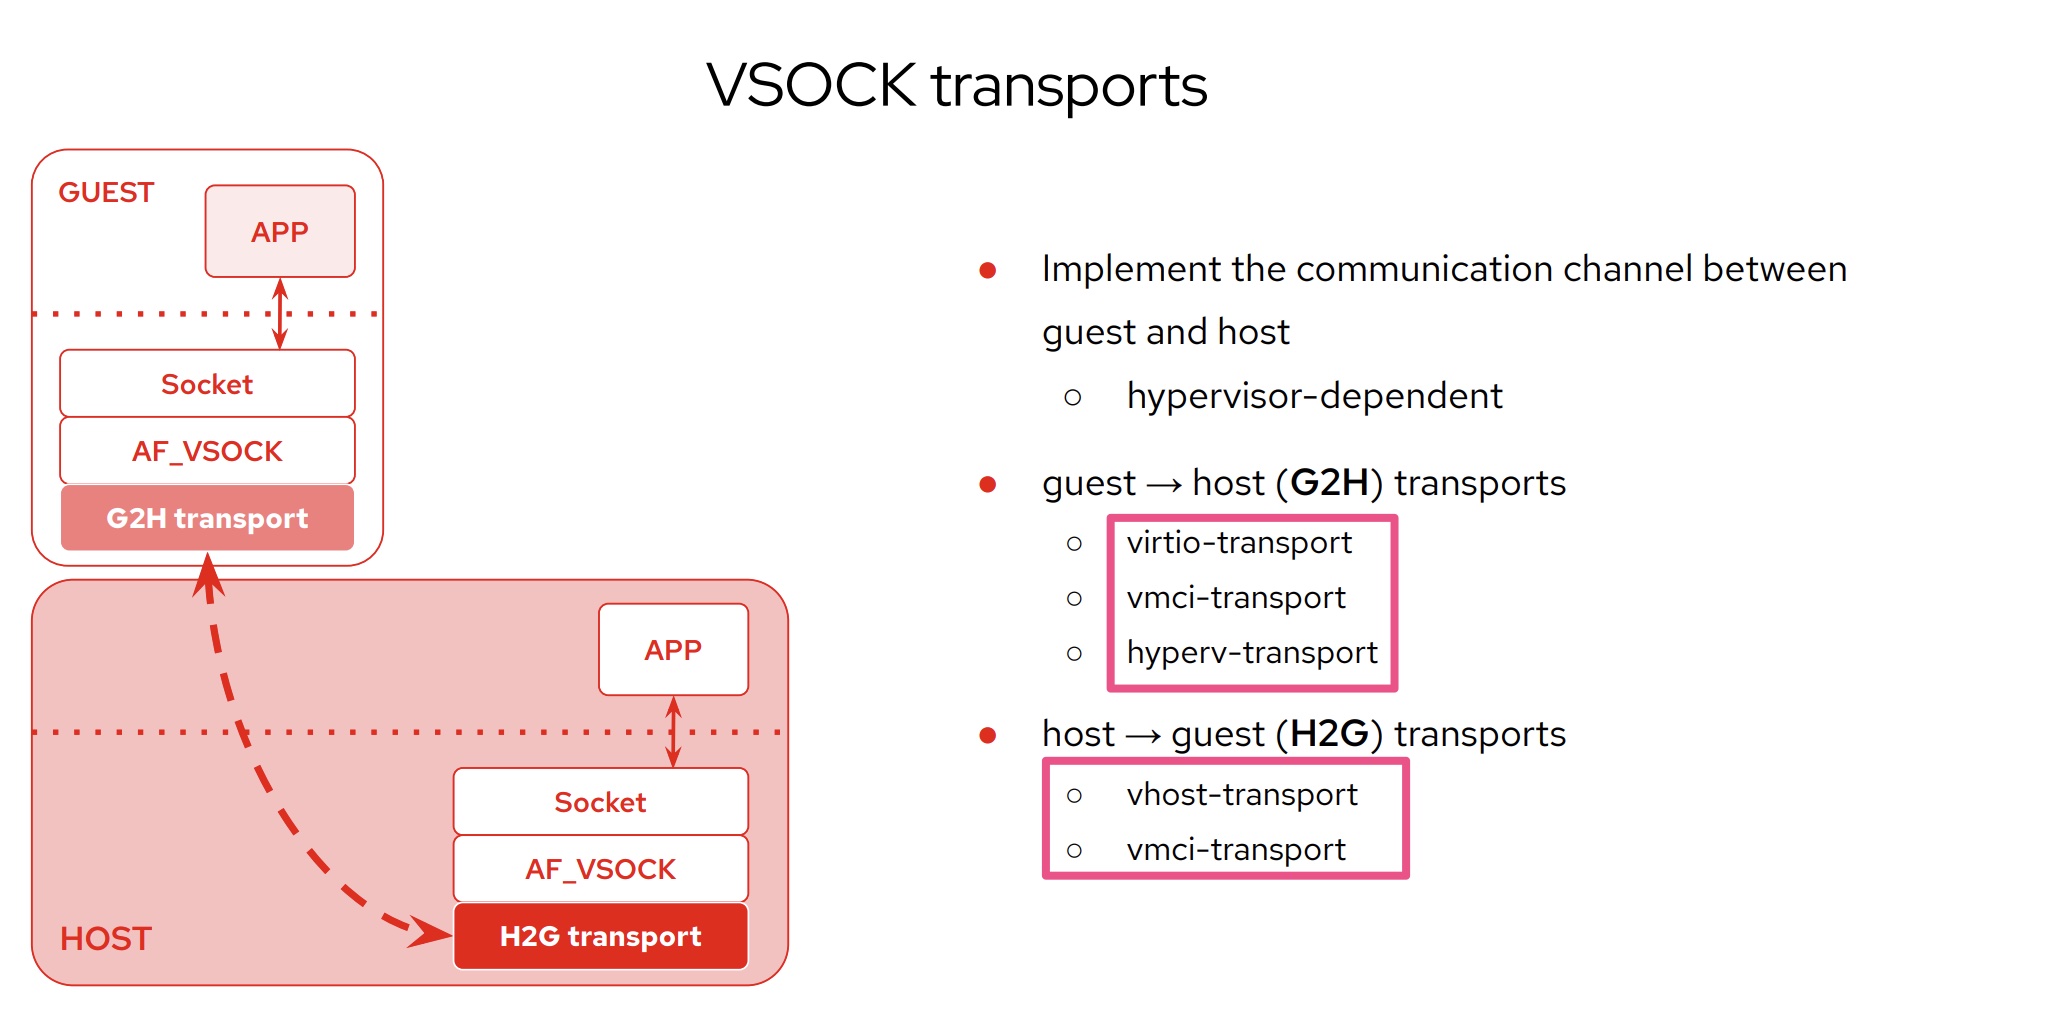 VSOCK transports
GUEST
APP
Socket
AF_VSOCK
G2H transport
APP
Socket
AF_VSOCK
H2G transport
HOST
● Implement the communication channel between
guest and host
○ hypervisor-dependent
● guest → host (G2H) transports
○ virtio-transport
○ vmci-transport
○ hyperv-transport
● host → guest (H2G) transports
○ vhost-transport
○ vmci-transport